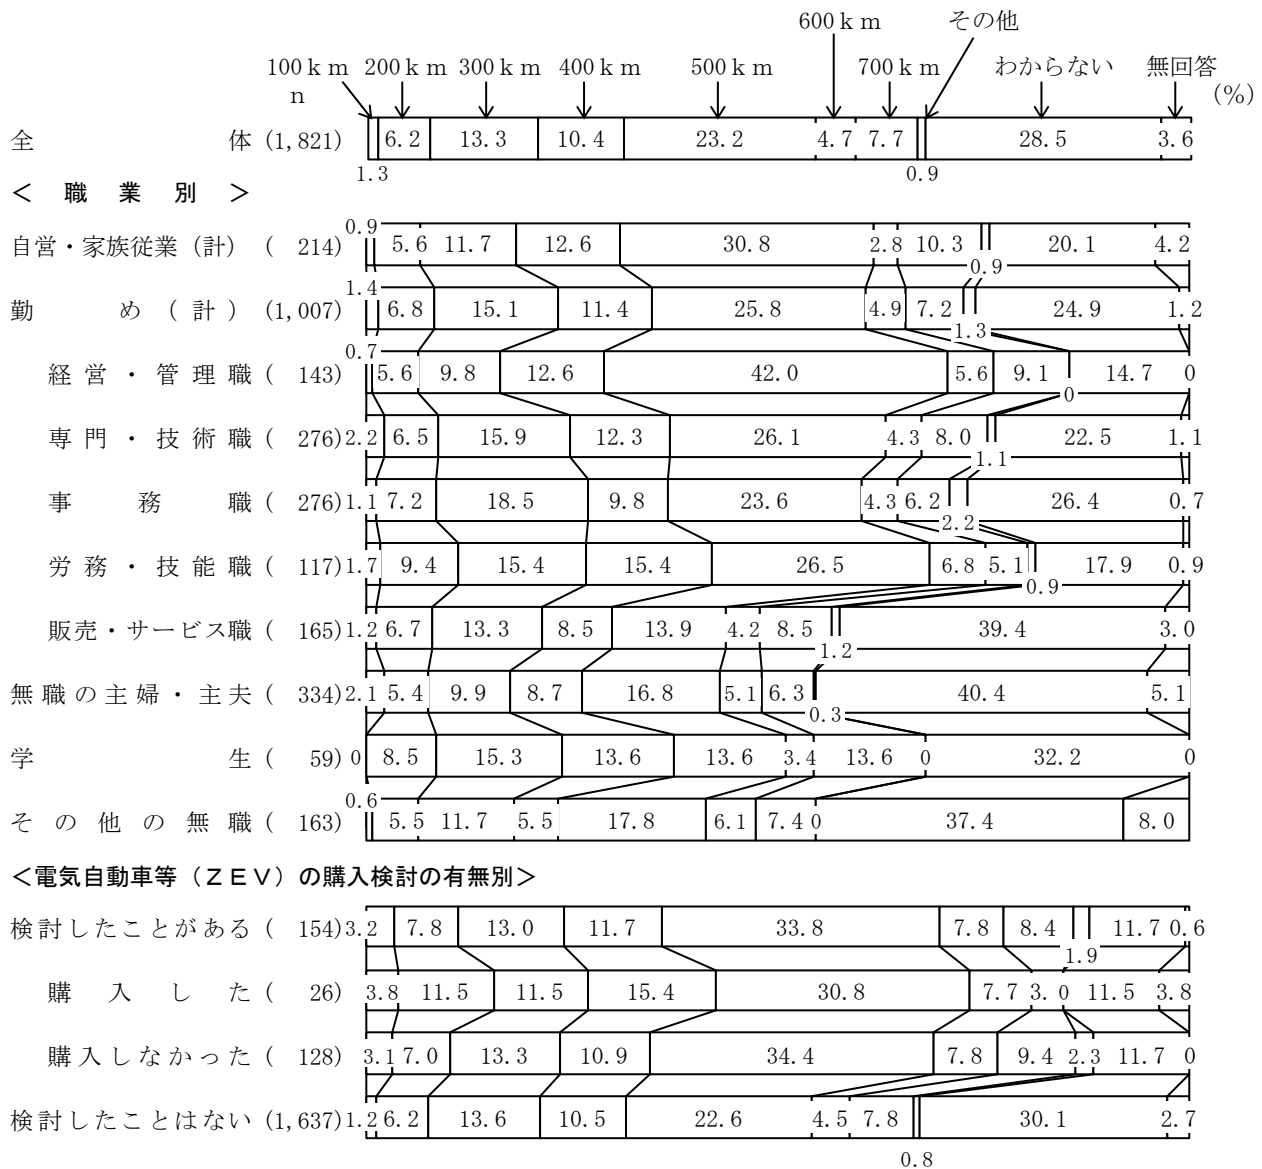 600ｋｍ その他
100ｋｍ 200ｋｍ 300ｋｍ 400ｋｍ 500ｋｍ 700ｋｍ わからない 無回答
n (%)
全体 (1,821) 6.2 13.3 10.4 23.2 4.7 7.7 28.5 3.6
1.3 0.9
＜ 職 業 別 ＞
0.9
自営・家族従業（計） ( 214) 5.6 11.7 12.6 30.8 2.8 10.3 20.1 4.2
0.9
1.4
勤め（計） (1,007) 6.8 15.1 11.4 25.8 4.9 7.2 24.9 1.2
1.3
0.7
経営・管理職 ( 143) 5.6 9.8 12.6 42.0 5.6 9.1 14.7 0
0
専門・技術職 ( 276) 2.2 6.5 15.9 12.3 26.1 4.3 8.0 22.5 1.1
1.1
事務職 ( 276) 1.1 7.2 18.5 9.8 23.6 4.3 6.2 26.4 0.7
2.2
労務・技能職 ( 117) 1.7 9.4 15.4 15.4 26.5 6.8 5.1 17.9 0.9
0.9
販売・サービス職 ( 165) 1.2 6.7 13.3 8.5 13.9 4.2 8.5 39.4 3.0
1.2
無職の主婦・主夫 ( 334) 2.1 5.4 9.9 8.7 16.8 5.1 6.3 40.4 5.1
0.3
学生 ( 59) 0 8.5 15.3 13.6 13.6 3.4 13.6 0 32.2 0
0.6
その他の無職 ( 163) 5.5 11.7 5.5 17.8 6.1 7.4 0 37.4 8.0
＜電気自動車等（ＺＥＶ）の購入検討の有無別＞
検討したことがある ( 154) 3.2 7.8 13.0 11.7 33.8 7.8 8.4 11.7 0.6
1.9
購入した ( 26) 3.8 11.5 11.5 15.4 30.8 7.7 3.0 11.5 3.8
購入しなかった ( 128) 3.1 7.0 13.3 10.9 34.4 7.8 9.4 2.3 11.7 0
検討したことはない (1,637) 1.2 6.2 13.6 10.5 22.6 4.5 7.8 30.1 2.7
0.8